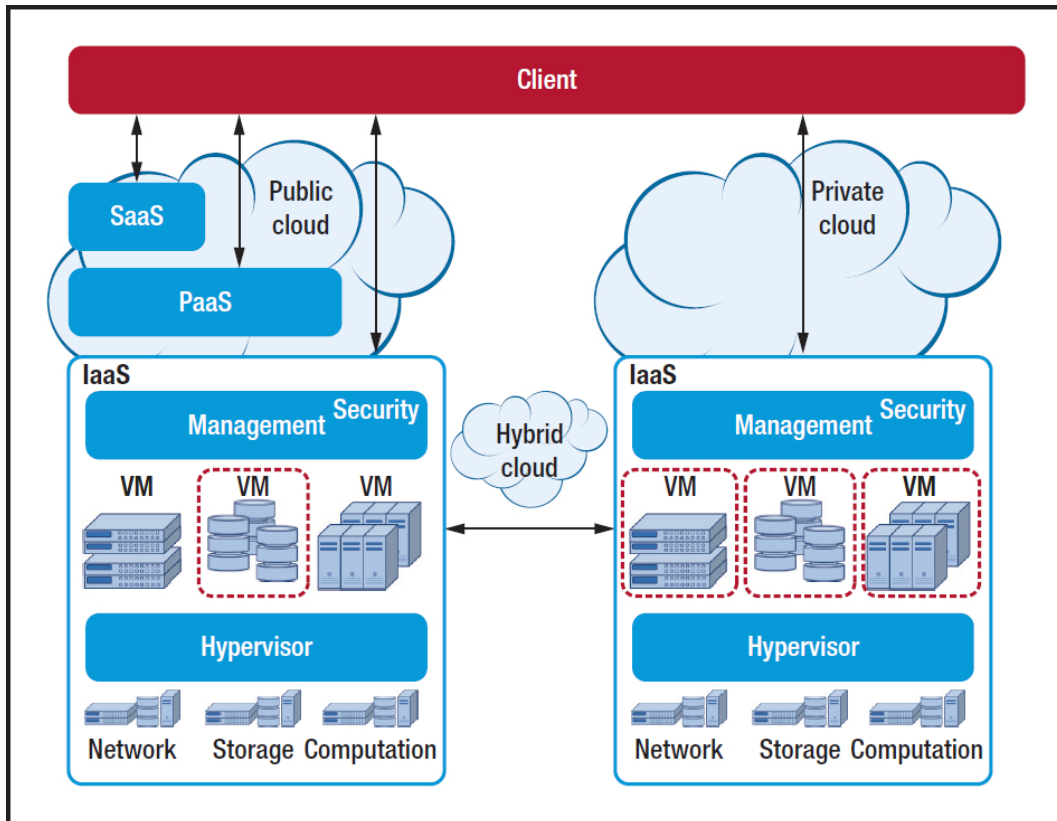 Client
Public
cloud
SaaS
PaaS
Private
cloud
IaaS
Management
Security
VM
VM
VM
Hypervisor
Network
Storage
Computation
Hybrid
cloud
IaaS
Management
Security
VM
VM
VM
Hypervisor
Network
Storage
Computation